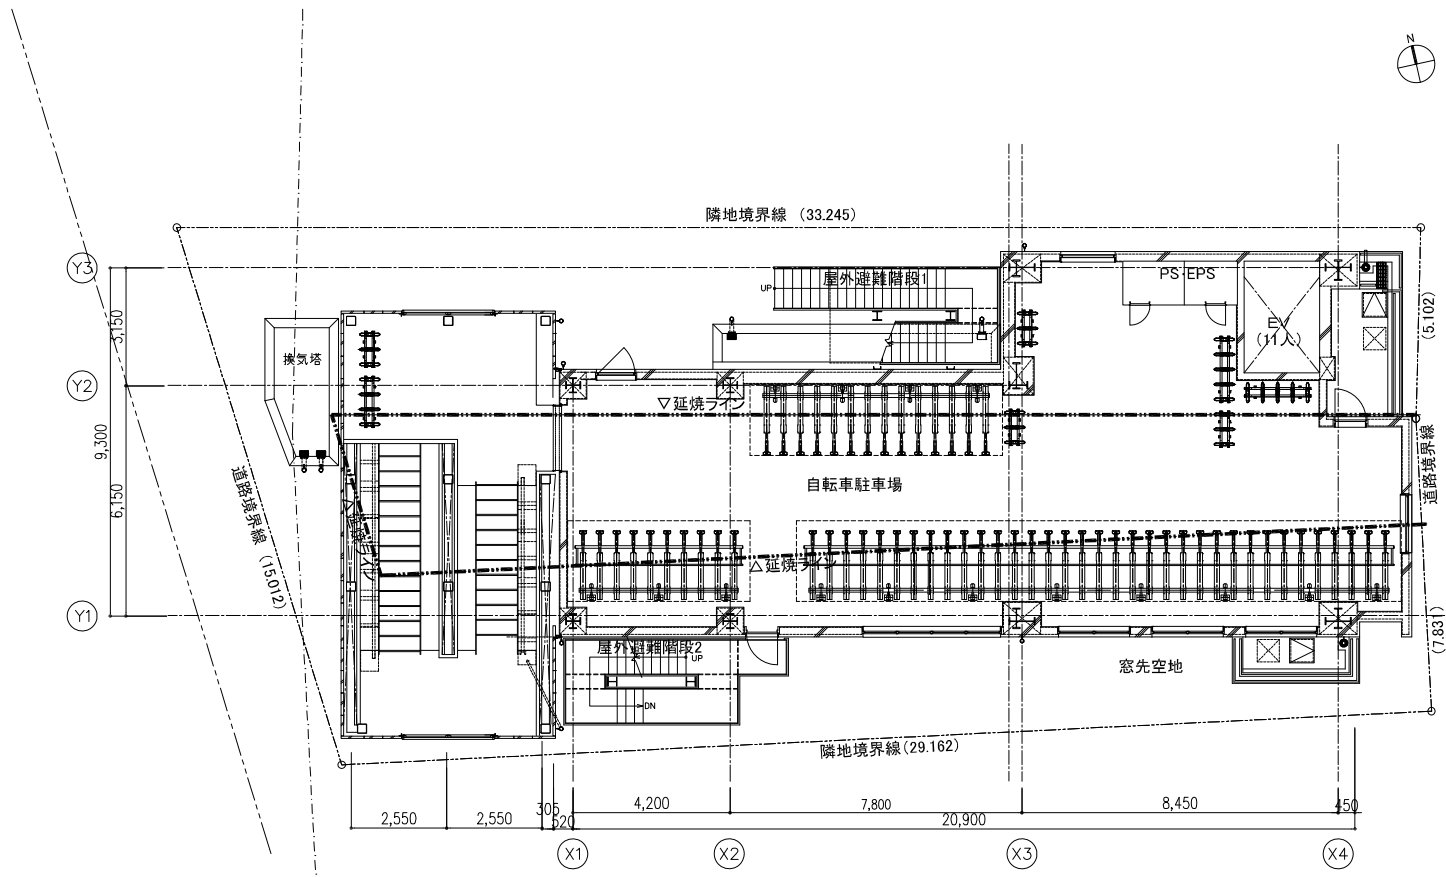 N
隣地境界線 (33.245)
Y3
屋外避難階段1
UP
PS・EPS
EV
(11人)
(5.102)
3,150
換気塔
Y2
▽延焼ライン
9,300
6,150
自転車駐車場
道路境界線
道路境界線 (15.012)
△延焼ライン
△延焼ライン
Y1
(7.831)
屋外避難階段2
UP
DN
窓先空地
隣地境界線(29.162)
2,550
2,550
305
520
4,200
7,800
8,450
450
20,900
X1
X2
X3
X4